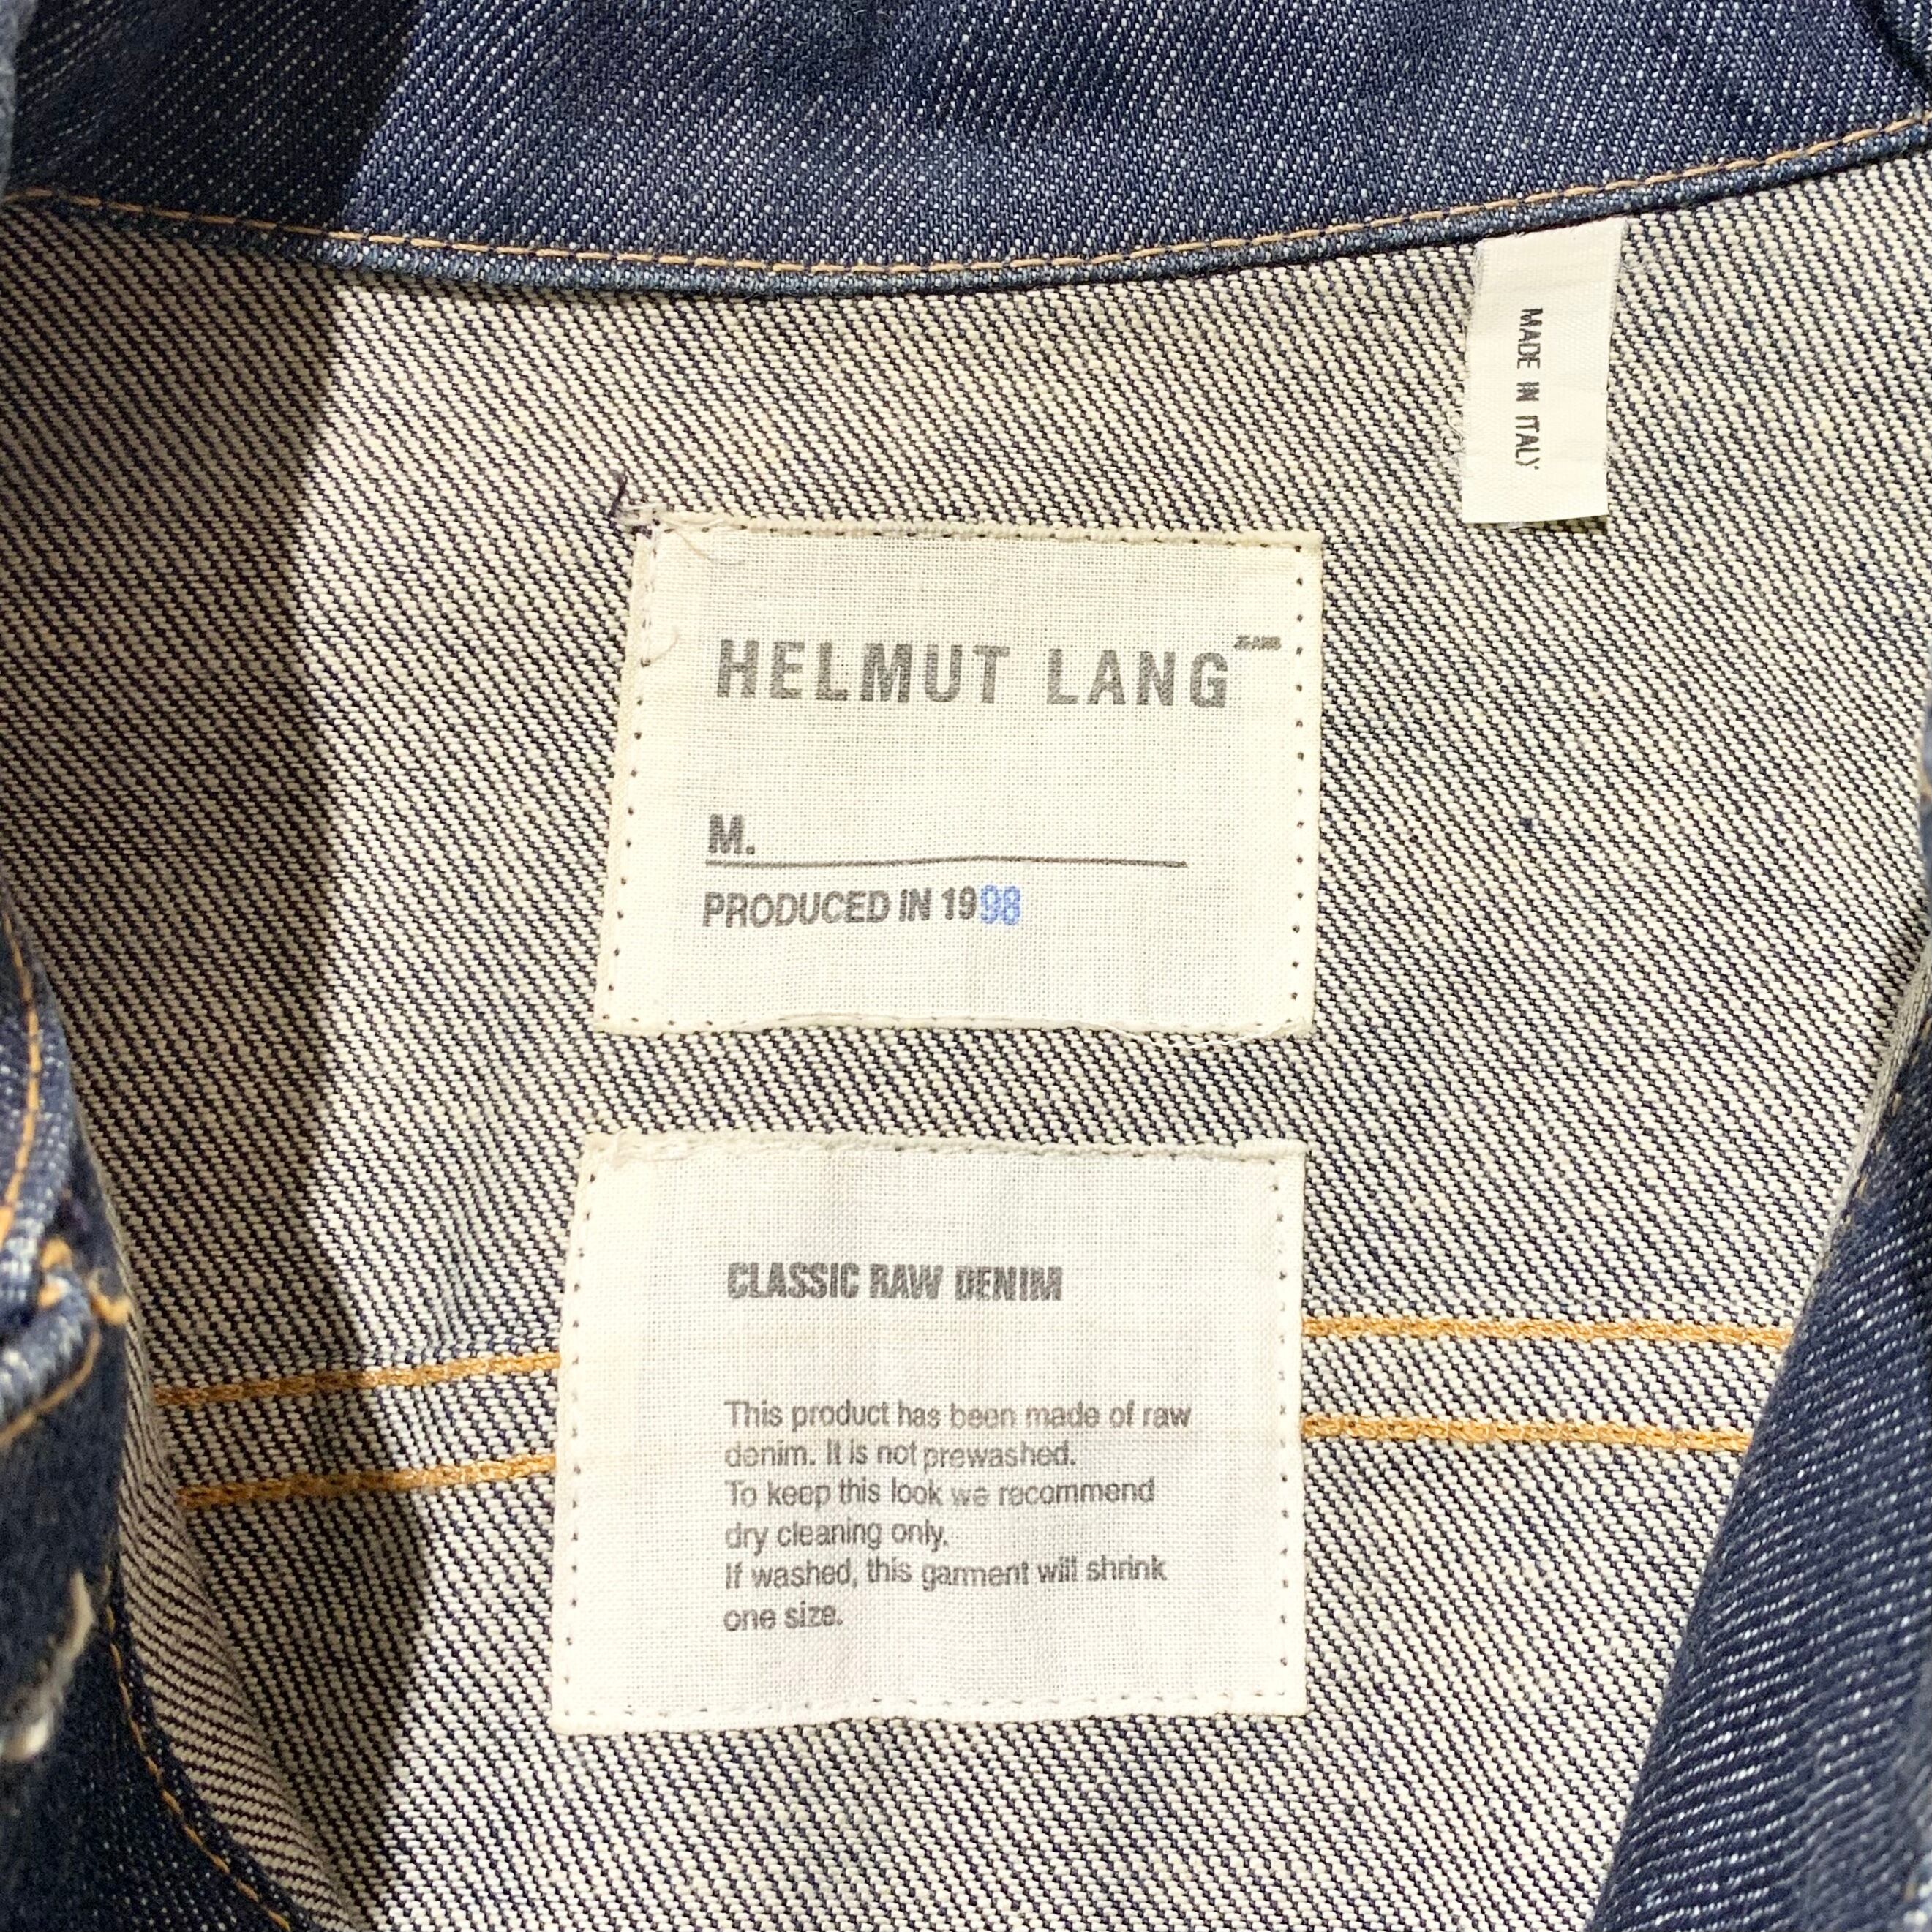 MADE IN ITALY
HELMUT LANG JEANS
M.
PRODUCED IN 1998
CLASSIC RAW DENIM
This product has been made of raw
denim. It is not prewashed.
To keep this look we recommend
dry cleaning only.
If washed, this garment will shrink
one size.